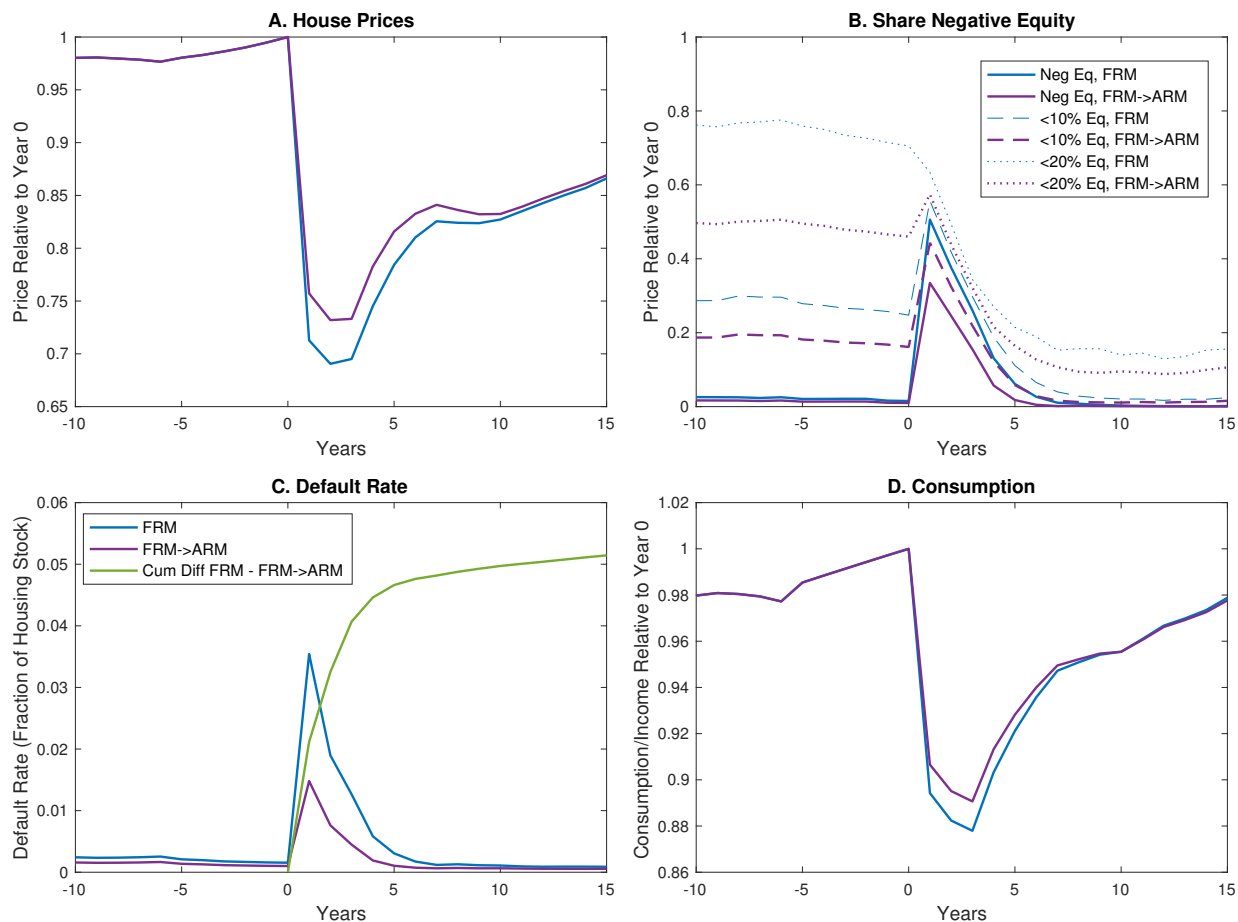 A. House Prices
Price Relative to Year 0
1
0.95
0.9
0.85
0.8
0.75
0.7
0.65
-10 -5 0 5 10 15
Years
B. Share Negative Equity
Price Relative to Year 0
1
0.8
0.6
0.4
0.2
0
-10 -5 0 5 10 15
Years
Neg Eq, FRM
Neg Eq, FRM->ARM
<10% Eq, FRM
<10% Eq, FRM->ARM
<20% Eq, FRM
<20% Eq, FRM->ARM
C. Default Rate
Default Rate (Fraction of Housing Stock)
0.06
0.05
0.04
0.03
0.02
0.01
0
-10 -5 0 5 10 15
Years
FRM
FRM->ARM
Cum Diff FRM - FRM->ARM
D. Consumption
Consumption/Income Relative to Year 0
1.02
1
0.98
0.96
0.94
0.92
0.9
0.88
0.86
-10 -5 0 5 10 15
Years